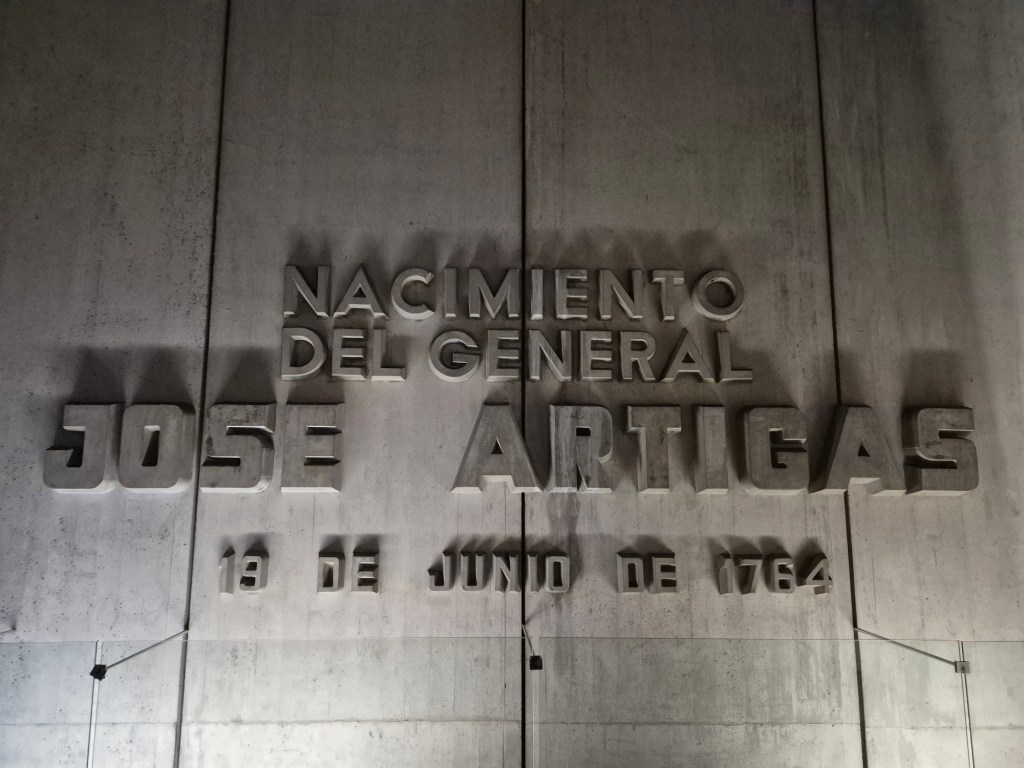 NACIMIENTO
DEL GENERAL
JOSE ARTIGAS
19 DE JUNIO DE 1764